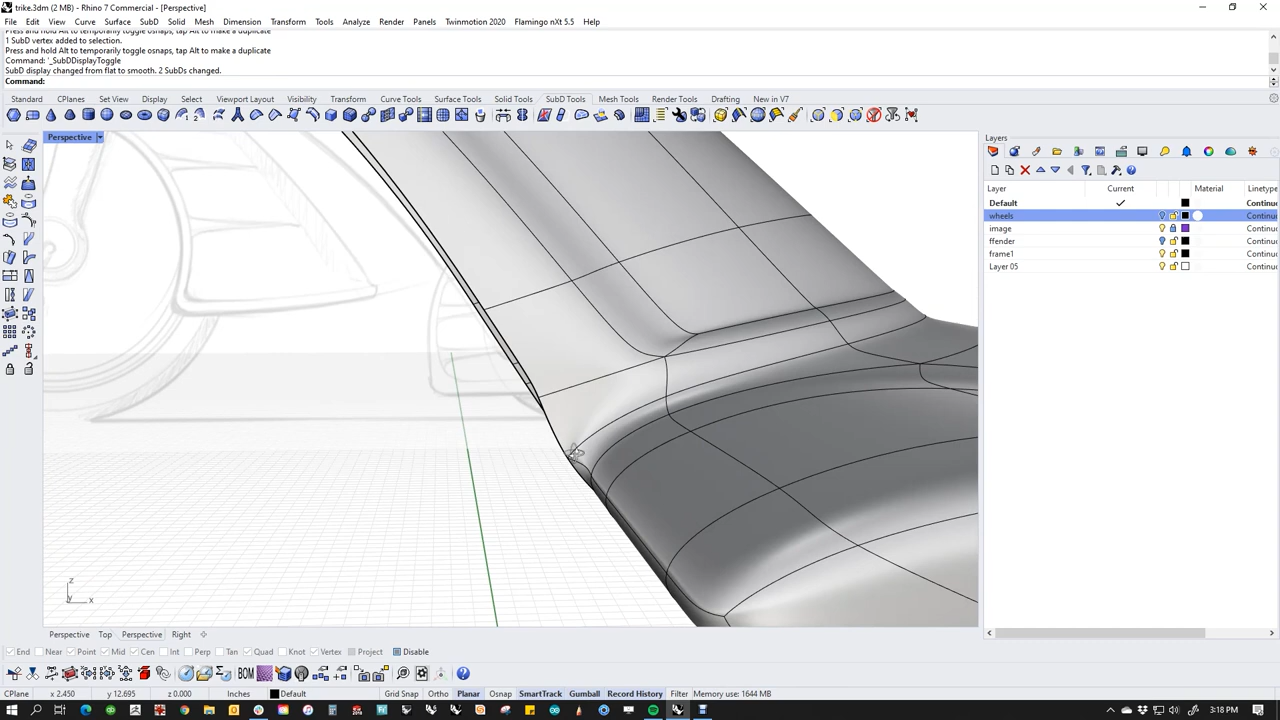 trike.3dm (2 MB) - Rhino 7 Commercial - [Perspective]
File Edit View Curve Surface SubD Solid Mesh Dimension Transform Tools Analyze Render Panels Twinmotion 2020 Flamingo nXt 5.5 Help
Press and hold Alt to temporarily toggle osnaps, tap Alt to make a duplicate
1 SubD vertex added to selection.
Press and hold Alt to temporarily toggle osnaps, tap Alt to make a duplicate
Command: '_SubDDisplayToggle
SubD display changed from flat to smooth. 2 SubDs changed.
Command:
Standard CPlanes Set View Display Select Viewport Layout Visibility Transform Curve Tools Surface Tools Solid Tools SubD Tools Mesh Tools Render Tools Drafting New in V7
Perspective
Layers
Layer Current Material Linetype
Default Continuc
wheels Continuc
image Continuc
ffender Continuc
frame1 Continuc
Layer 05 Continuc
z
y x
Perspective Top Perspective Right
End Near Point Mid Cen Int Perp Tan Quad Knot Vertex Project Disable
BOM
CPlane x 2.450 y 12.695 z 0.000 Inches Default Grid Snap Ortho Planar Osnap SmartTrack Gumball Record History Filter Memory use: 1644 MB
3:18 PM